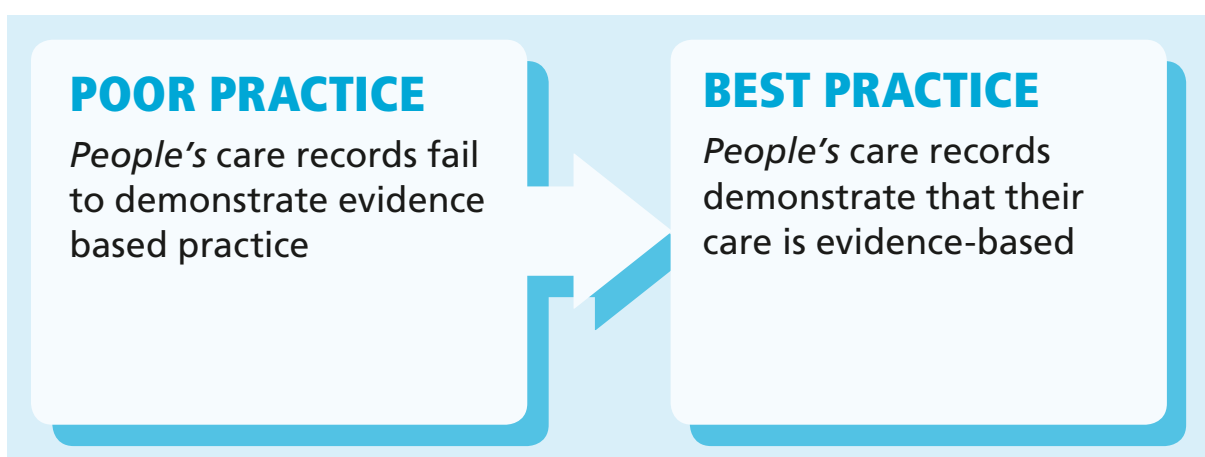 POOR PRACTICE
People's care records fail
to demonstrate evidence
based practice
BEST PRACTICE
People's care records
demonstrate that their
care is evidence-based